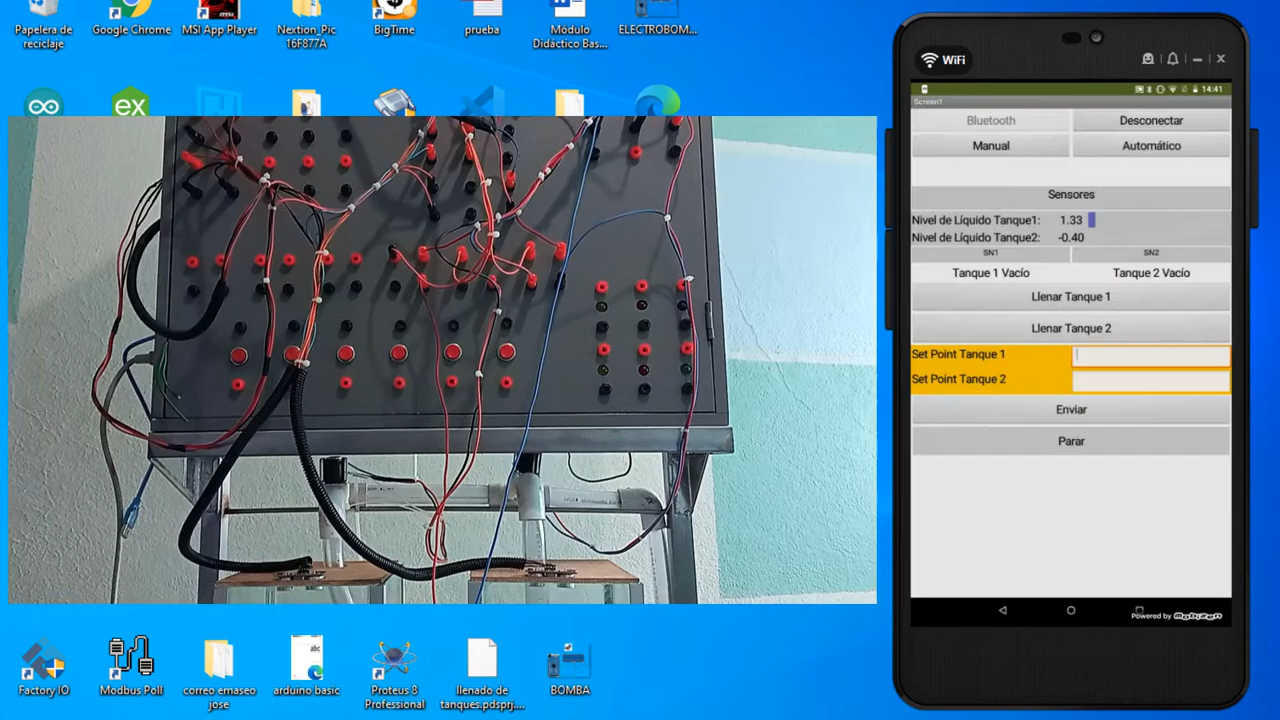 Papelera de
reciclaje
Google Chrome
MSI App Player
Nextion_Pic
16F877A
BigTime
prueba
Módulo
Didáctico Bas...
ELECTROBOM...
Factory IO
Modbus Poll
correo emaseo
jose
abc
arduino basic
Proteus 8
Professional
llenado de
tanques.pdsprj....
BOMBA
WiFi
14:41
Screen1
Bluetooth
Desconectar
Manual
Automático
Sensores
Nivel de Líquido Tanque1: 1.33
Nivel de Líquido Tanque2: -0.40
SN1
SN2
Tanque 1 Vacío
Tanque 2 Vacío
Llenar Tanque 1
Llenar Tanque 2
Set Point Tanque 1
Set Point Tanque 2
Enviar
Parar
Powered by Mobizen